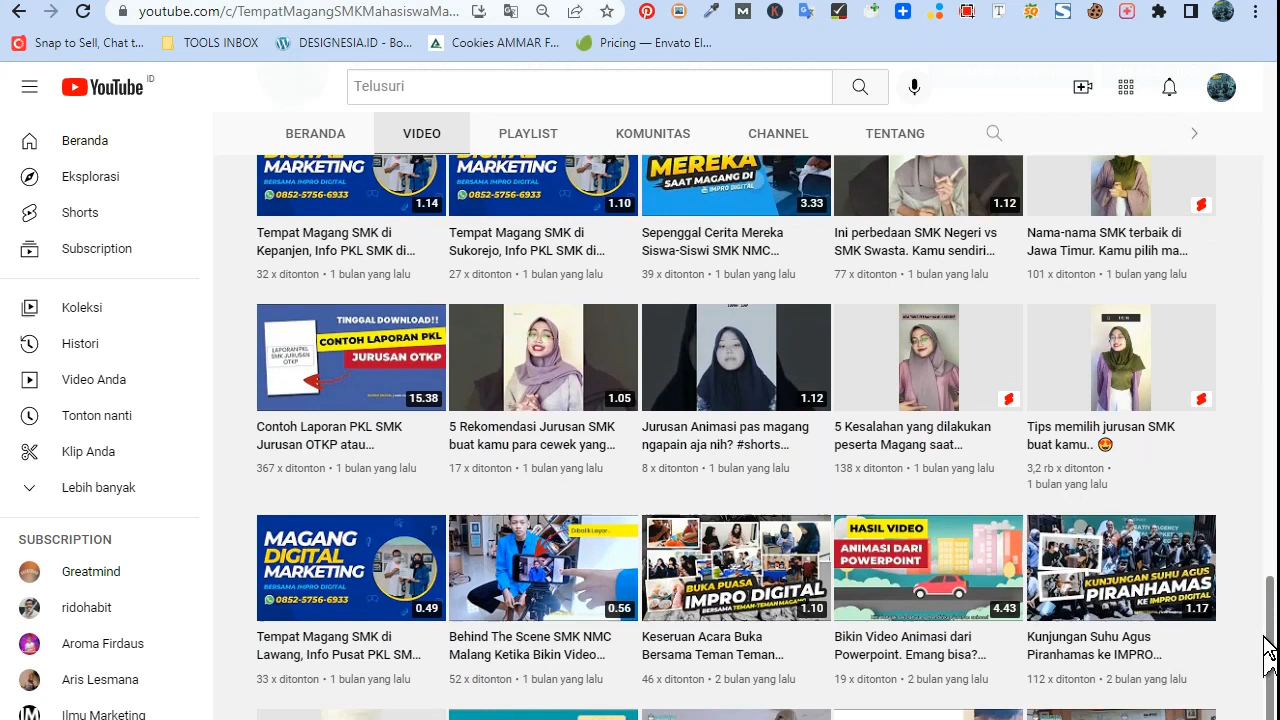 youtube.com/c/TempatMagangSMKMahasiswaMa...
Snap to Sell, Chat t...
TOOLS INBOX
DESIGNESIA.ID - Bo...
Cookies AMMAR F...
Pricing — Envato El...
YouTube ID
Telusuri
BERANDA
VIDEO
PLAYLIST
KOMUNITAS
CHANNEL
TENTANG
Beranda
Eksplorasi
Shorts
Subscription
Koleksi
Histori
Video Anda
Tonton nanti
Klip Anda
Lebih banyak
SUBSCRIPTION
Greatmind
ridohabit
Aroma Firdaus
Aris Lesmana
Ilmu Marketing
DIGITAL
MARKETING
BERSAMA IMPRO DIGITAL
0852-5756-6933
1.14
Tempat Magang SMK di
Kepanjen, Info PKL SMK di...
32 x ditonton • 1 bulan yang lalu
DIGITAL
MARKETING
BERSAMA IMPRO DIGITAL
0852-5756-6933
1.10
Tempat Magang SMK di
Sukorejo, Info PKL SMK di...
27 x ditonton • 1 bulan yang lalu
MEREKA
SAAT MAGANG DI
IMPRO DIGITAL
3.33
Sepenggal Cerita Mereka
Siswa-Siswi SMK NMC...
39 x ditonton • 1 bulan yang lalu
1.12
Ini perbedaan SMK Negeri vs
SMK Swasta. Kamu sendiri...
77 x ditonton • 1 bulan yang lalu
Nama-nama SMK terbaik di
Jawa Timur. Kamu pilih ma...
101 x ditonton • 1 bulan yang lalu
TINGGAL DOWNLOAD!!
CONTOH LAPORAN PKL
JURUSAN OTKP
LAPORAN PKL
SMK JURUSAN
OTKP
15.38
Contoh Laporan PKL SMK
Jurusan OTKP atau...
367 x ditonton • 1 bulan yang lalu
1.05
5 Rekomendasi Jurusan SMK
buat kamu para cewek yang...
17 x ditonton • 1 bulan yang lalu
1.12
Jurusan Animasi pas magang
ngapain aja nih? #shorts...
8 x ditonton • 1 bulan yang lalu
5 Kesalahan yang dilakukan
peserta Magang saat...
138 x ditonton • 1 bulan yang lalu
Tips memilih jurusan SMK
buat kamu.. 😍
3,2 rb x ditonton •
1 bulan yang lalu
MAGANG
DIGITAL
MARKETING
BERSAMA IMPRO DIGITAL
0852-5756-6933
0.49
Tempat Magang SMK di
Lawang, Info Pusat PKL SM...
33 x ditonton • 1 bulan yang lalu
Dibalik Layar..
0.56
Behind The Scene SMK NMC
Malang Ketika Bikin Video...
52 x ditonton • 1 bulan yang lalu
BUKA PUASA
IMPRO DIGITAL
BERSAMA TEMAN-TEMAN MAGANG
1.10
Keseruan Acara Buka
Bersama Teman Teman...
46 x ditonton • 2 bulan yang lalu
HASIL VIDEO
ANIMASI DARI
POWERPOINT
4.43
Bikin Video Animasi dari
Powerpoint. Emang bisa?...
19 x ditonton • 2 bulan yang lalu
KUNJUNGAN SUHU AGUS
PIRANHAMAS
KE IMPRO DIGITAL
1.17
Kunjungan Suhu Agus
Piranhamas ke IMPRO...
112 x ditonton • 2 bulan yang lalu